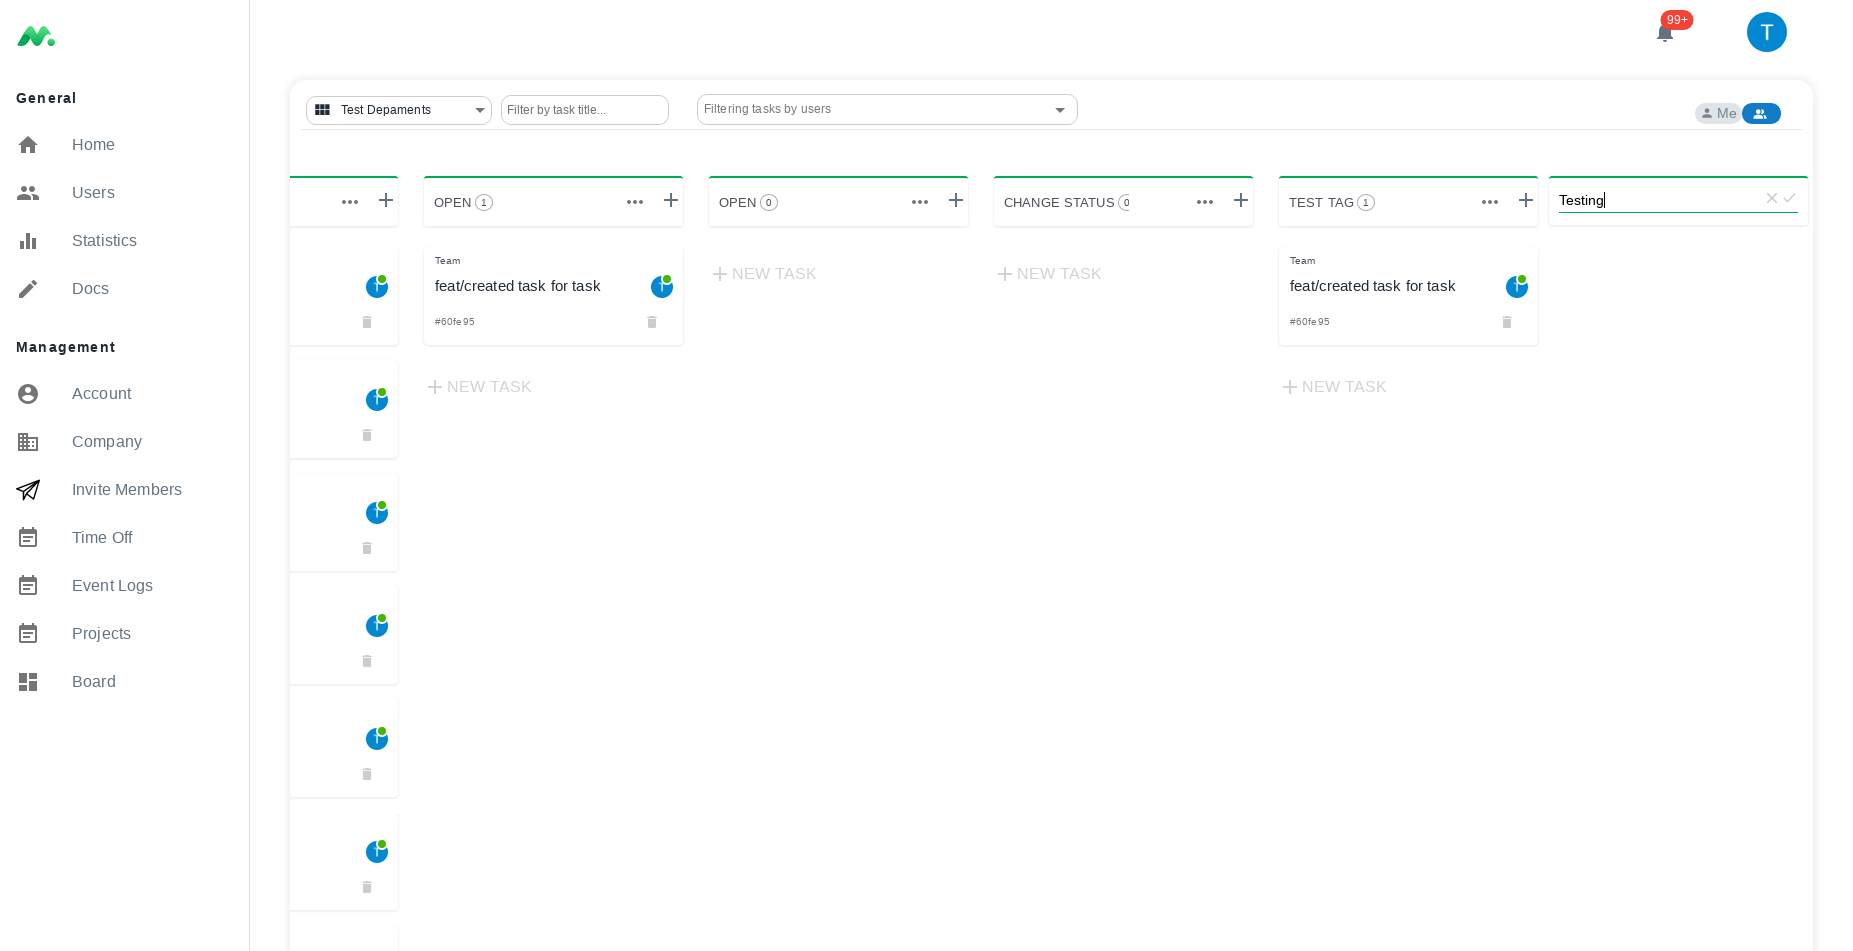 99+
T
General
Home
Users
Statistics
Docs
Management
Account
Company
Invite Members
Time Off
Event Logs
Projects
Board
Test Depaments
Filter by task title...
Filtering tasks by users
Me
OPEN 1
OPEN 0
CHANGE STATUS 0
TEST TAG 1
Testing
T
T
T
T
T
T
Team
feat/created task for task
T
#60fe95
NEW TASK
NEW TASK
NEW TASK
Team
feat/created task for task
T
#60fe95
NEW TASK